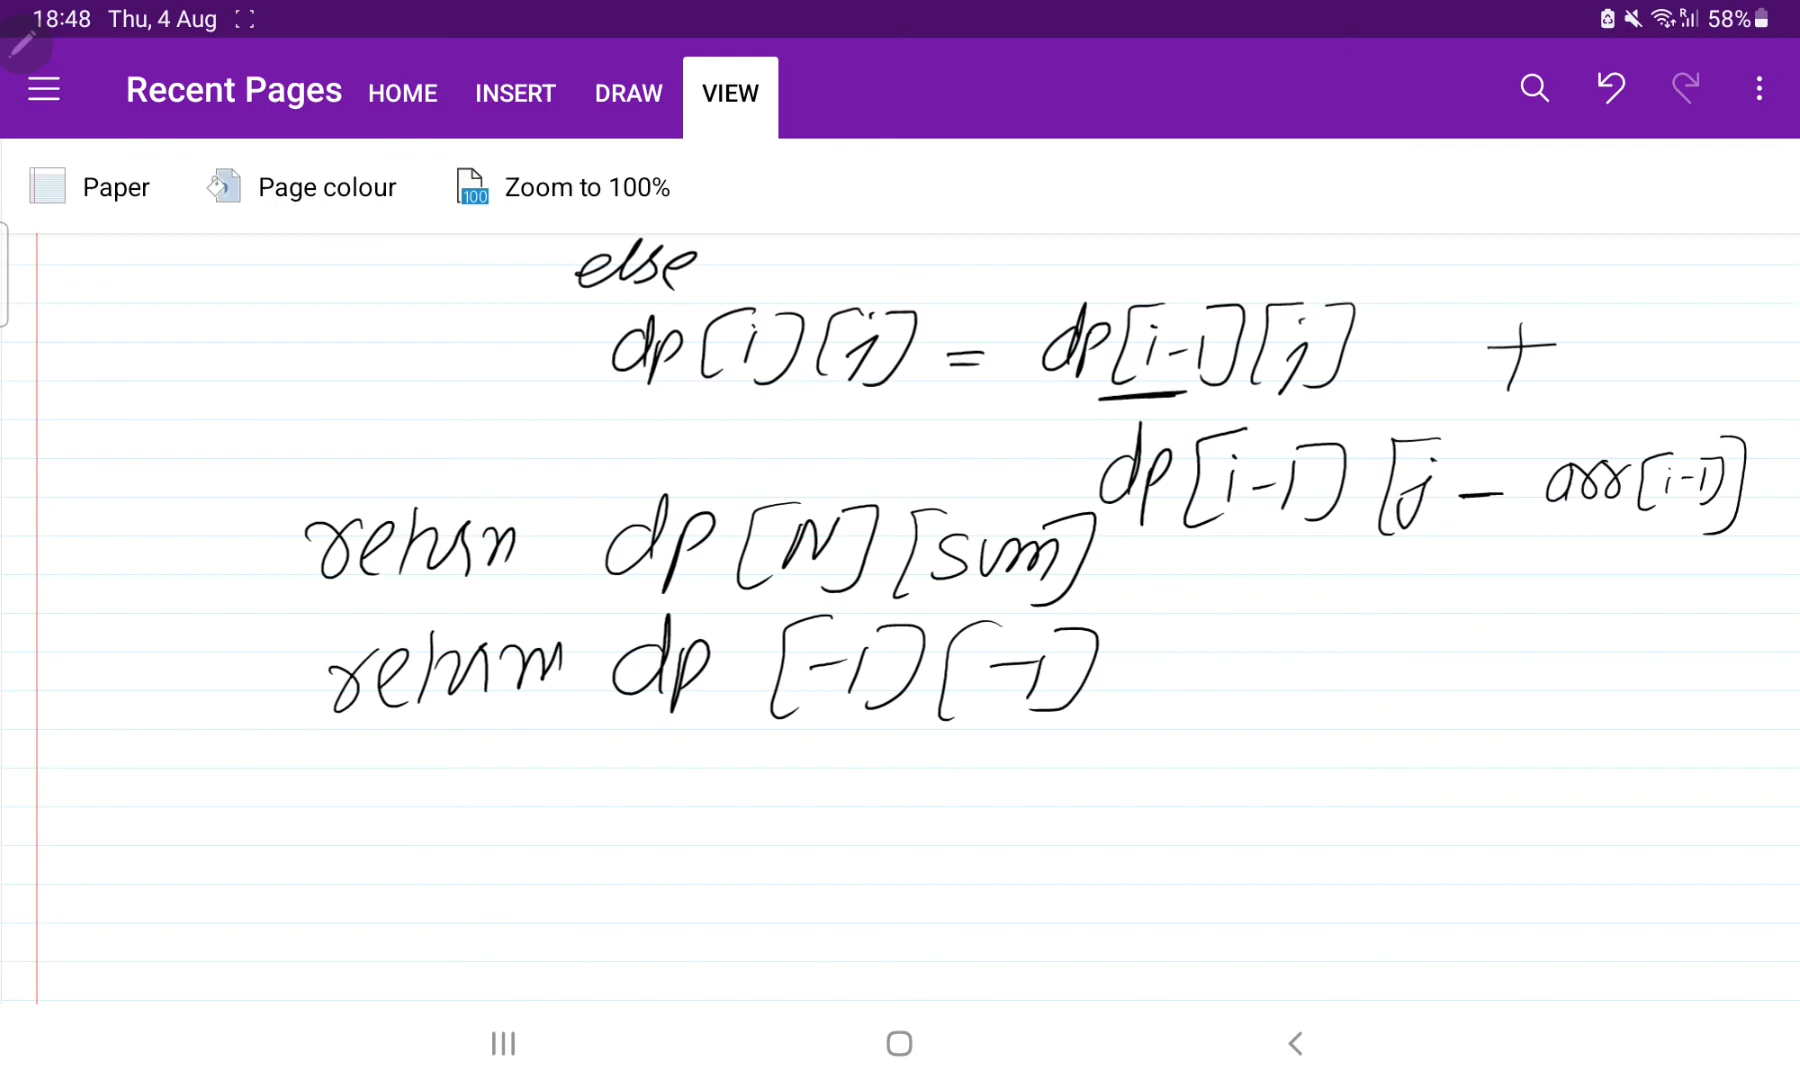 18:48 Thu, 4 Aug 58%
Recent Pages HOME INSERT DRAW VIEW
Paper Page colour 100 Zoom to 100%
else
dp[i][j] = dp[i-1][j] +
dp[i-1][j - arr[i-1]]
return dp[N][sum]
return dp[-1][-1]